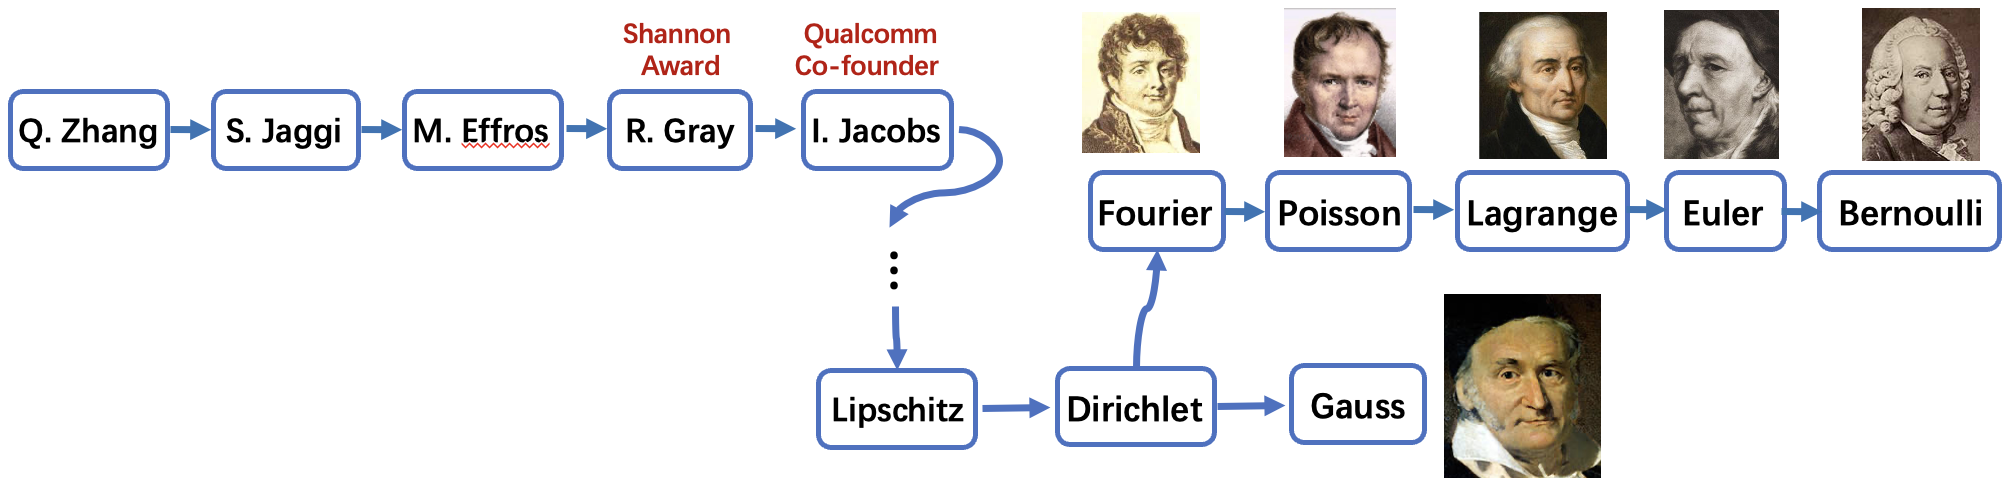 Shannon
Award
Qualcomm
Co-founder
Q. Zhang
S. Jaggi
M. Effros
R. Gray
I. Jacobs
Fourier
Poisson
Lagrange
Euler
Bernoulli
Lipschitz
Dirichlet
Gauss